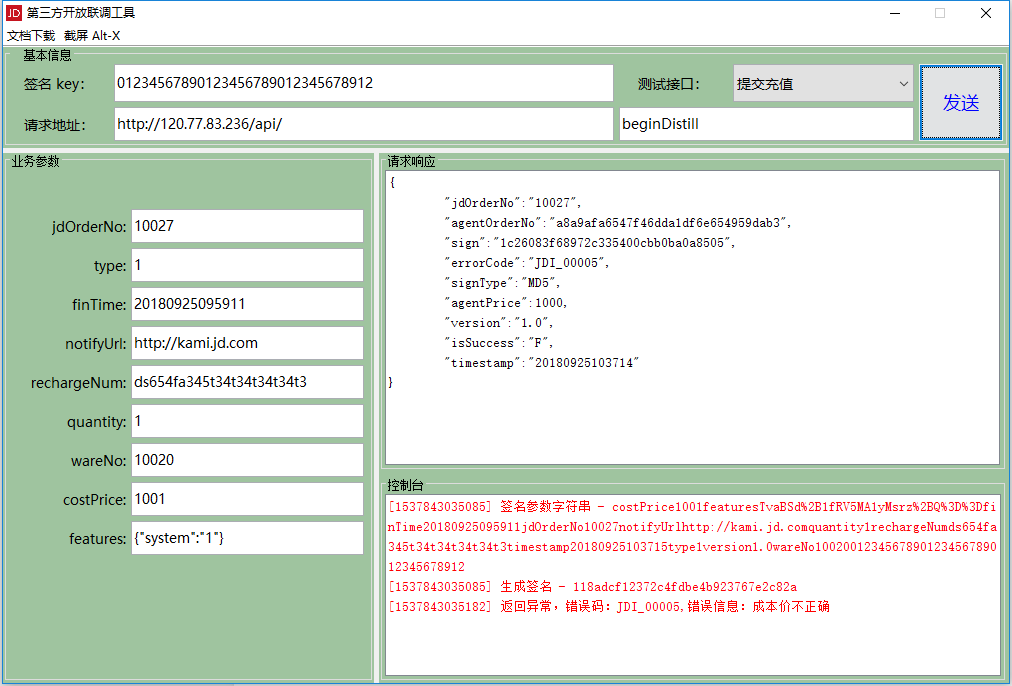 JD 第三方开放联调工具
文档下载 截屏 Alt-X
基本信息
签名 key: 01234567890123456789012345678912 测试接口: 提交充值
发送
请求地址: http://120.77.83.236/api/ beginDistill
业务参数
jdOrderNo: 10027
type: 1
finTime: 20180925095911
notifyUrl: http://kami.jd.com
rechargeNum: ds654fa345t34t34t34t34t3
quantity: 1
wareNo: 10020
costPrice: 1001
features: {"system":"1"}
请求响应
{
"jdOrderNo":"10027",
"agentOrderNo":"a8a9afa6547f46dda1df6e654959dab3",
"sign":"1c26083f68972c335400cbb0ba0a8505",
"errorCode":"JDI_00005",
"signType":"MD5",
"agentPrice":1000,
"version":"1.0",
"isSuccess":"F",
"timestamp":"20180925103714"
}
控制台
[1537843035085] 签名参数字符串 - costPrice1001featuresTvaBSd%2B1fRV5MA1yMsrz%2BQ%3D%3Dfi
nTime20180925095911jdOrderNo10027notifyUrlhttp://kami.jd.comquantity1rechargeNumds654fa
345t34t34t34t34t3timestamp20180925103715type1version1.0wareNo10020012345678901234567890
12345678912
[1537843035085] 生成签名 - 118adcf12372c4fdbe4b923767e2c82a
[1537843035182] 返回异常，错误码：JDI_00005,错误信息：成本价不正确